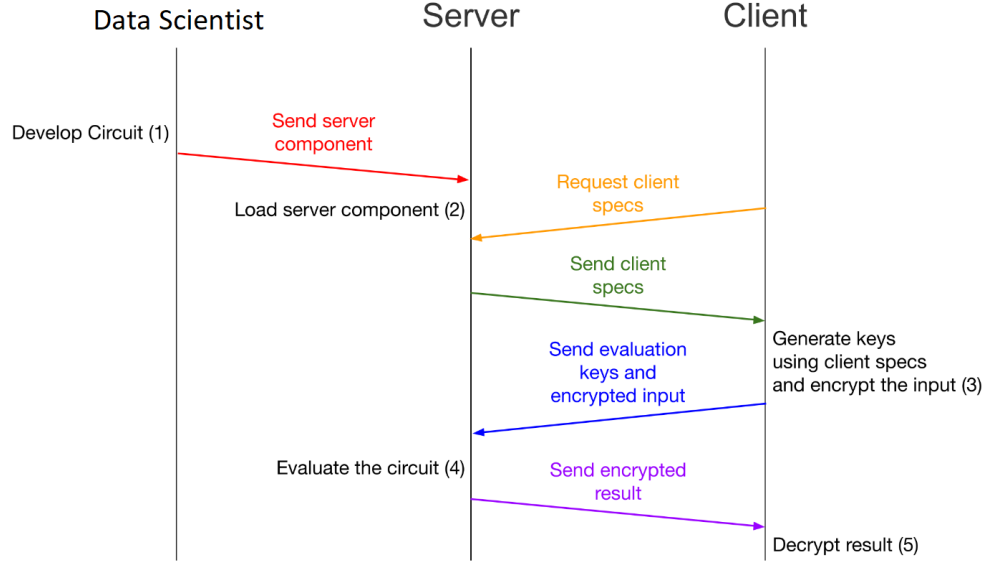 Data Scientist
Server
Client
Develop Circuit (1)
Send server
component
Request client
specs
Load server component (2)
Send client
specs
Generate keys
using client specs
and encrypt the input (3)
Send evaluation
keys and
encrypted input
Evaluate the circuit (4)
Send encrypted
result
Decrypt result (5)